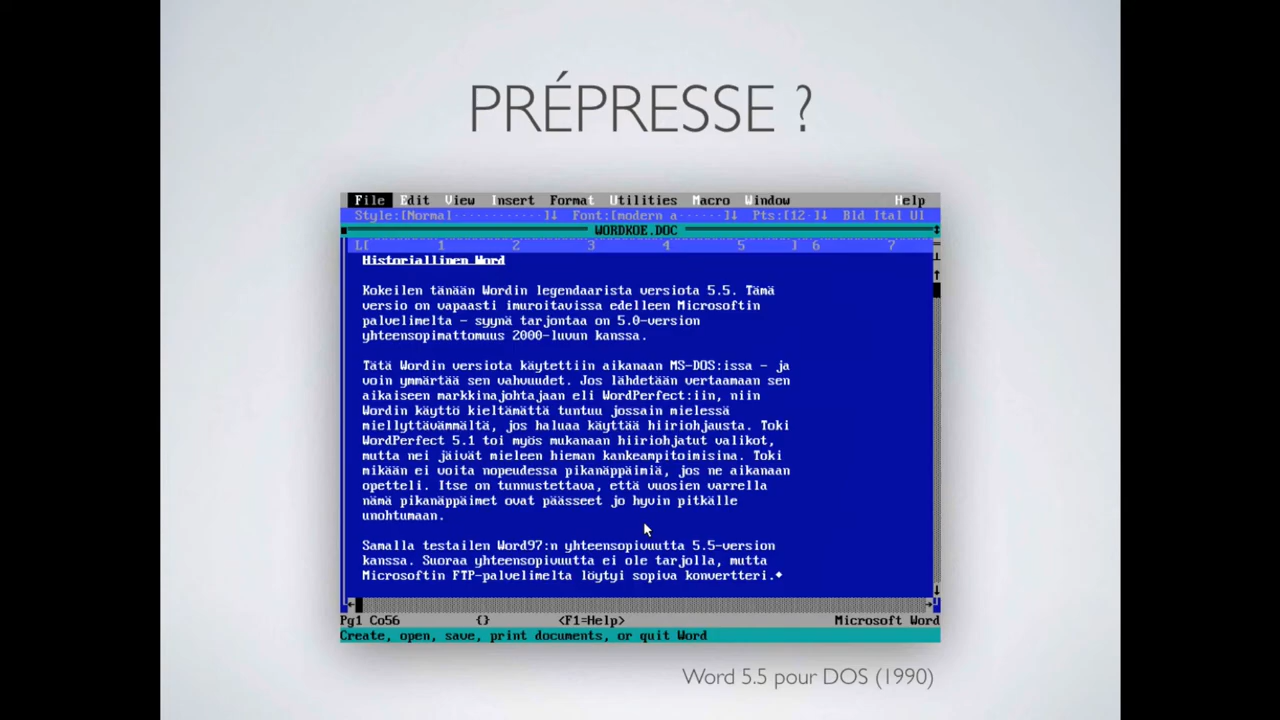 PRÉPRESSE ?
File Edit View Insert Format Utilities Macro Window Help
Style:[Normal············]↓ Font:[modern a······]↓ Pts:[12·]↓ Bld Ital Ul
WORDKOE.DOC
L[ 1 2 3 4 5 ] 6 7
Historiallinen Word
Kokeilen tänään Wordin legendaarista versiota 5.5. Tämä
versio on vapaasti imuroitavissa edelleen Microsoftin
palvelimelta - syynä tarjontaa on 5.0-version
yhteensopimattomuus 2000-luvun kanssa.
Tätä Wordin versiota käytettiin aikanaan MS-DOS:issa - ja
voin ymmärtää sen vahvuudet. Jos lähdetään vertaamaan sen
aikaiseen markkinajohtajaan eli WordPerfect:iin, niin
Wordin käyttö kieltämättä tuntuu jossain mielessä
miellyttävämmältä, jos haluaa käyttää hiiriohjausta. Toki
WordPerfect 5.1 toi myös mukanaan hiiriohjatut valikot,
mutta nei jäivät mieleen hieman kankeampitoimisina. Toki
mikään ei voita nopeudessa pikanäppäimiä, jos ne aikanaan
opetteli. Itse on tunnustettava, että vuosien varrella
nämä pikanäppäimet ovat päässeet jo hyvin pitkälle
unohtumaan.
Samalla testailen Word97:n yhteensopivuutta 5.5-version
kanssa. Suoraa yhteensopivuutta ei ole tarjolla, mutta
Microsoftin FTP-palvelimelta löytyi sopiva konvertteri.♦
Pg1 Co56 {} <F1=Help> Microsoft Word
Create, open, save, print documents, or quit Word
Word 5.5 pour DOS (1990)